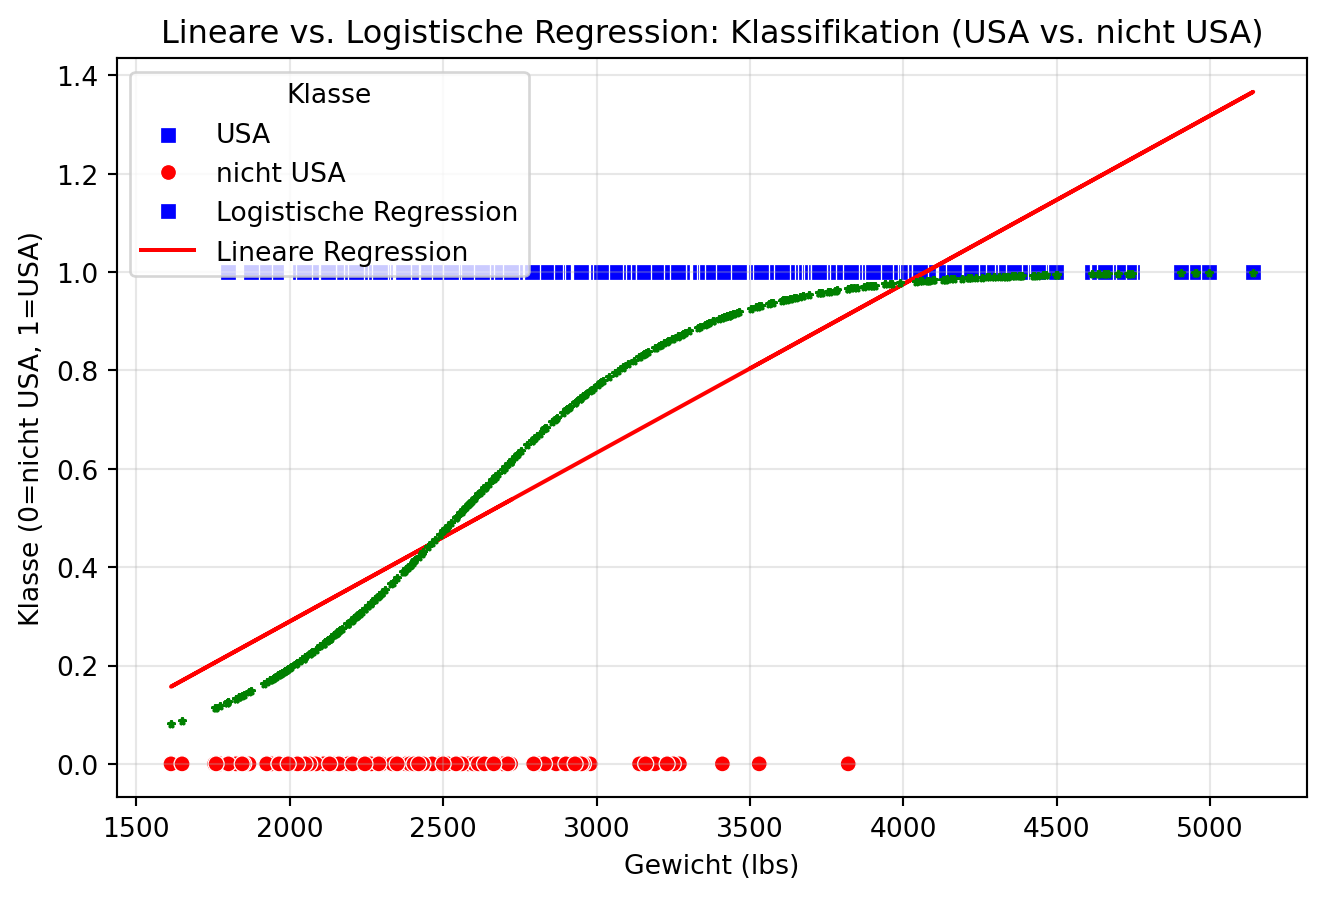 Lineare vs. Logistische Regression: Klassifikation (USA vs. nicht USA)
Klasse
USA
nicht USA
Logistische Regression
Lineare Regression
Klasse (0=nicht USA, 1=USA)
1.4
1.2
1.0
0.8
0.6
0.4
0.2
0.0
1500 2000 2500 3000 3500 4000 4500 5000
Gewicht (lbs)